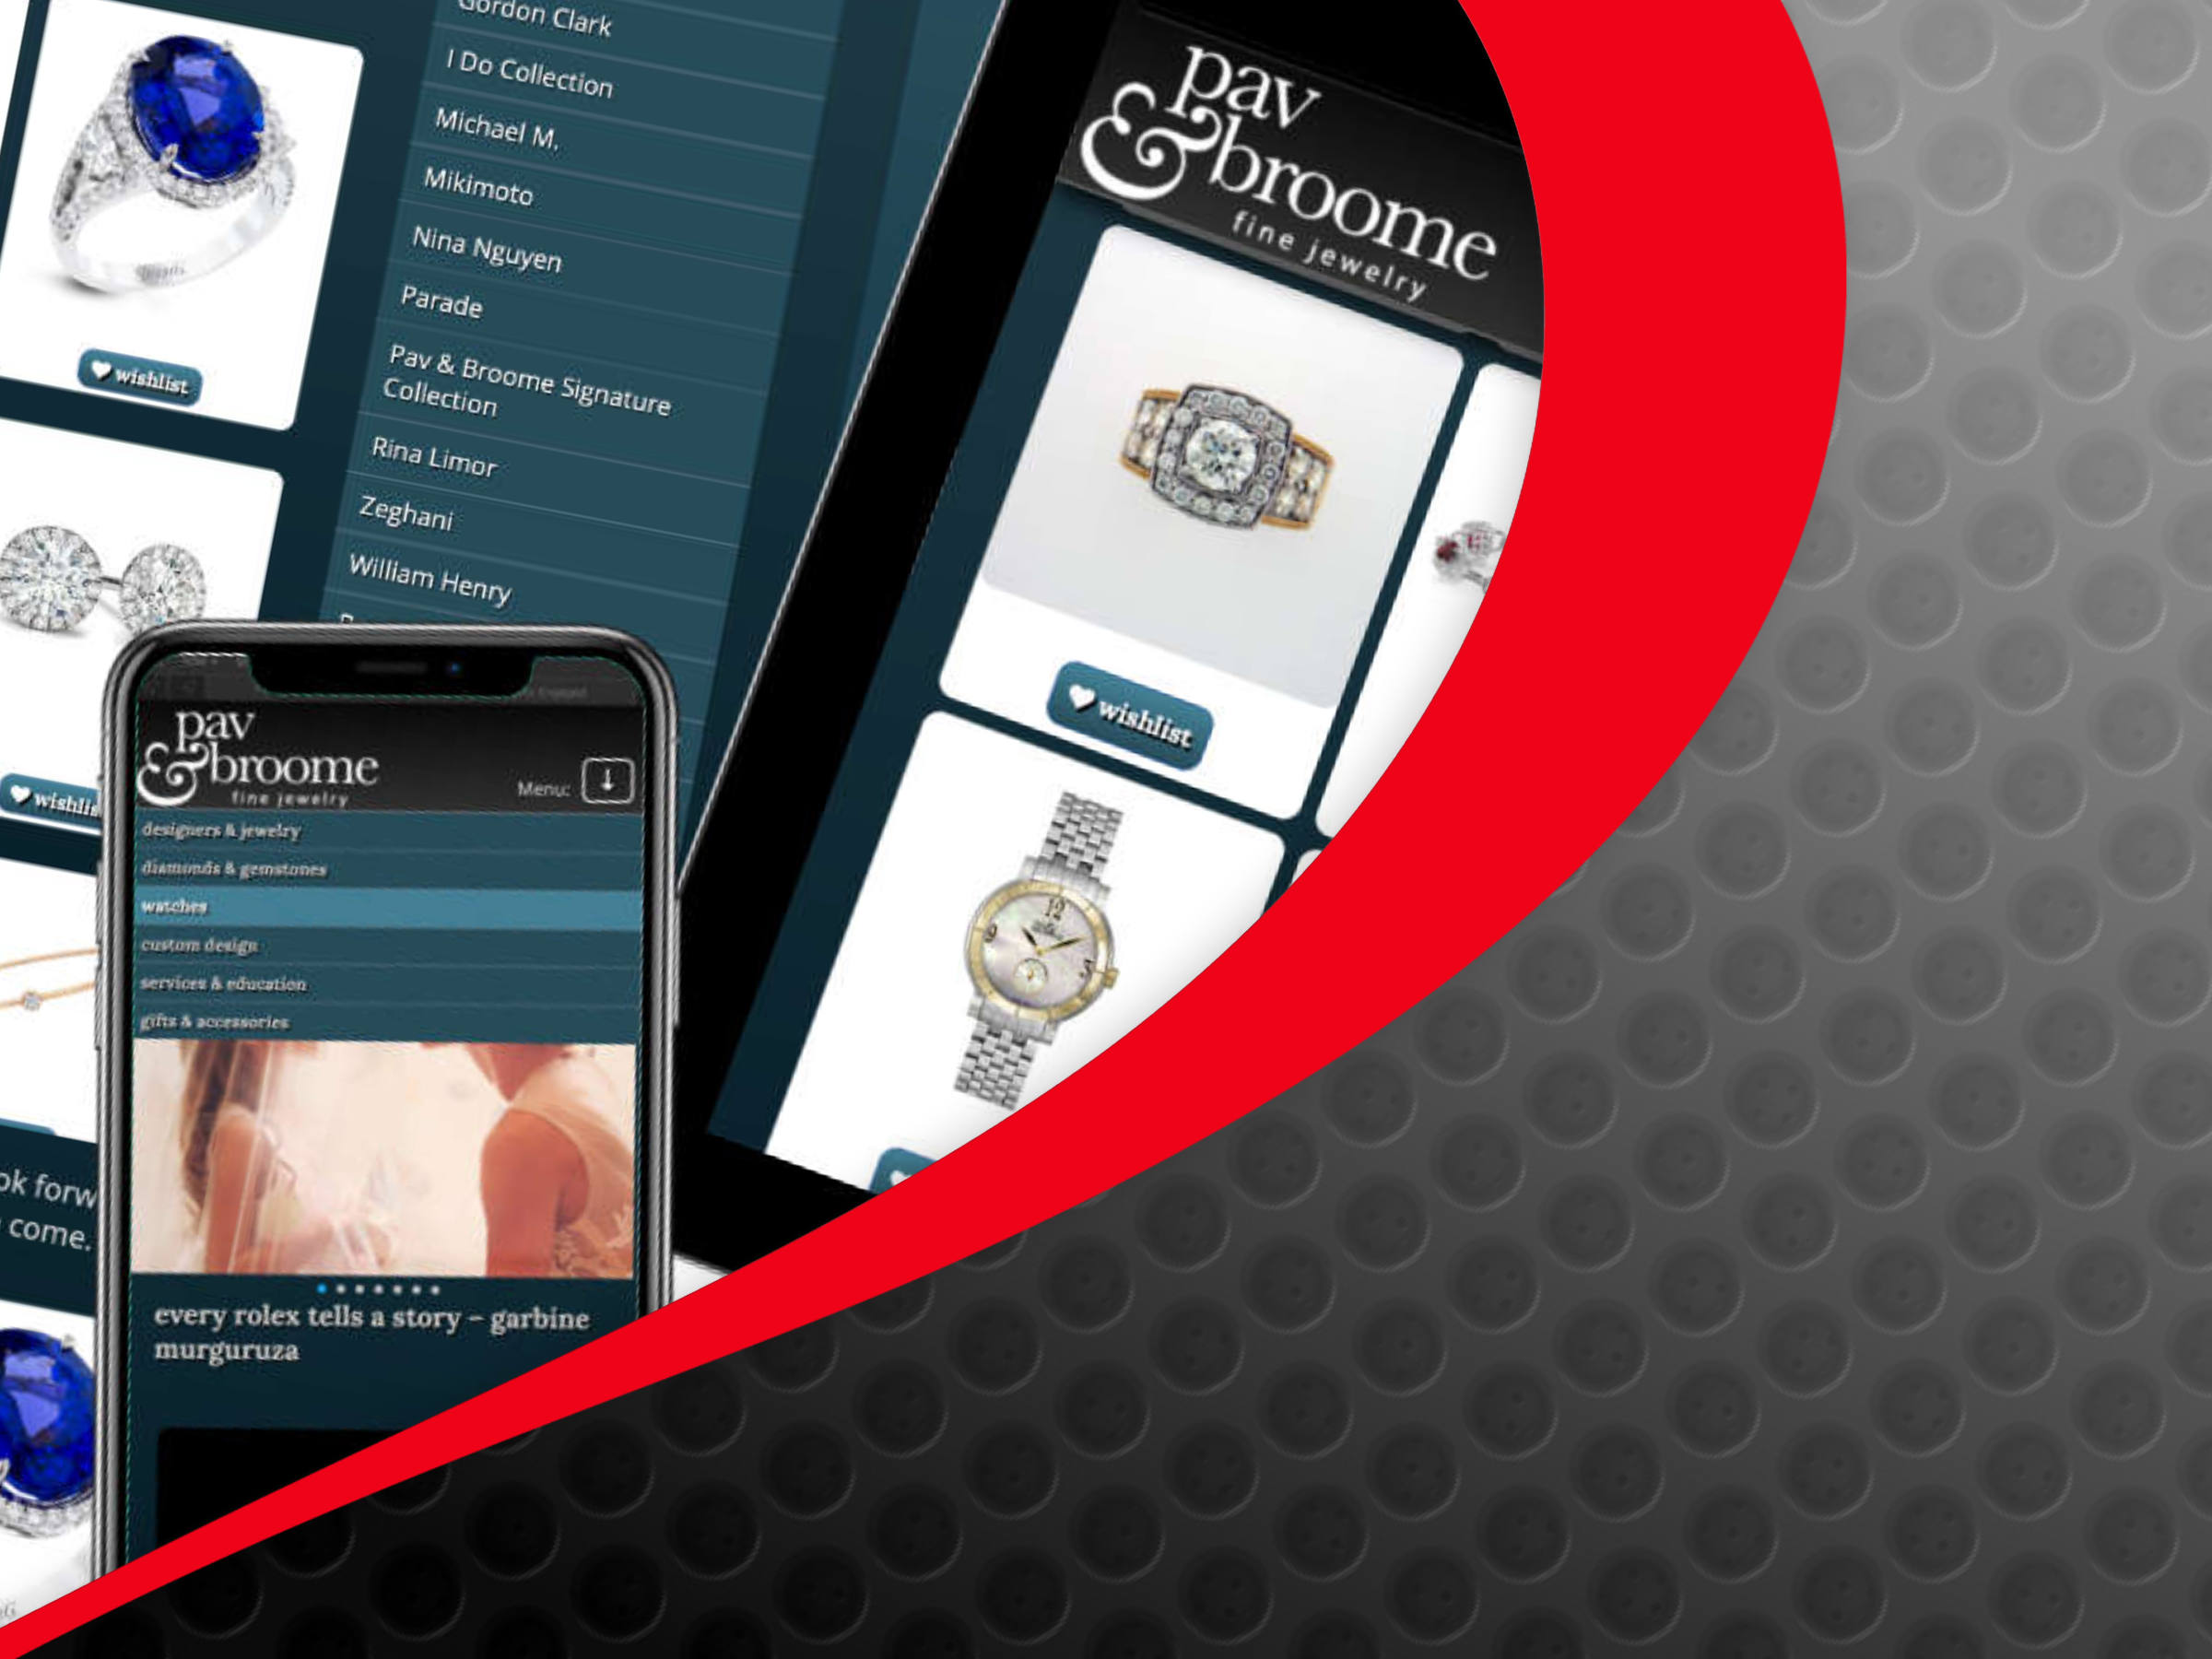 Gordon Clark
I Do Collection
Michael M.
Mikimoto
Nina Nguyen
Parade
Pav & Broome Signature
Collection
Rina Limor
Zeghani
William Henry
wishlist
wishlis
ok forw
come.
pav
&broome
fine jewelry
wishlist
12
pav
&broome
fine jewelry
Menu:
designers & jewelry
diamonds & gemstones
watches
custom design
services & education
gifts & accessories
every rolex tells a story – garbine
murguruza